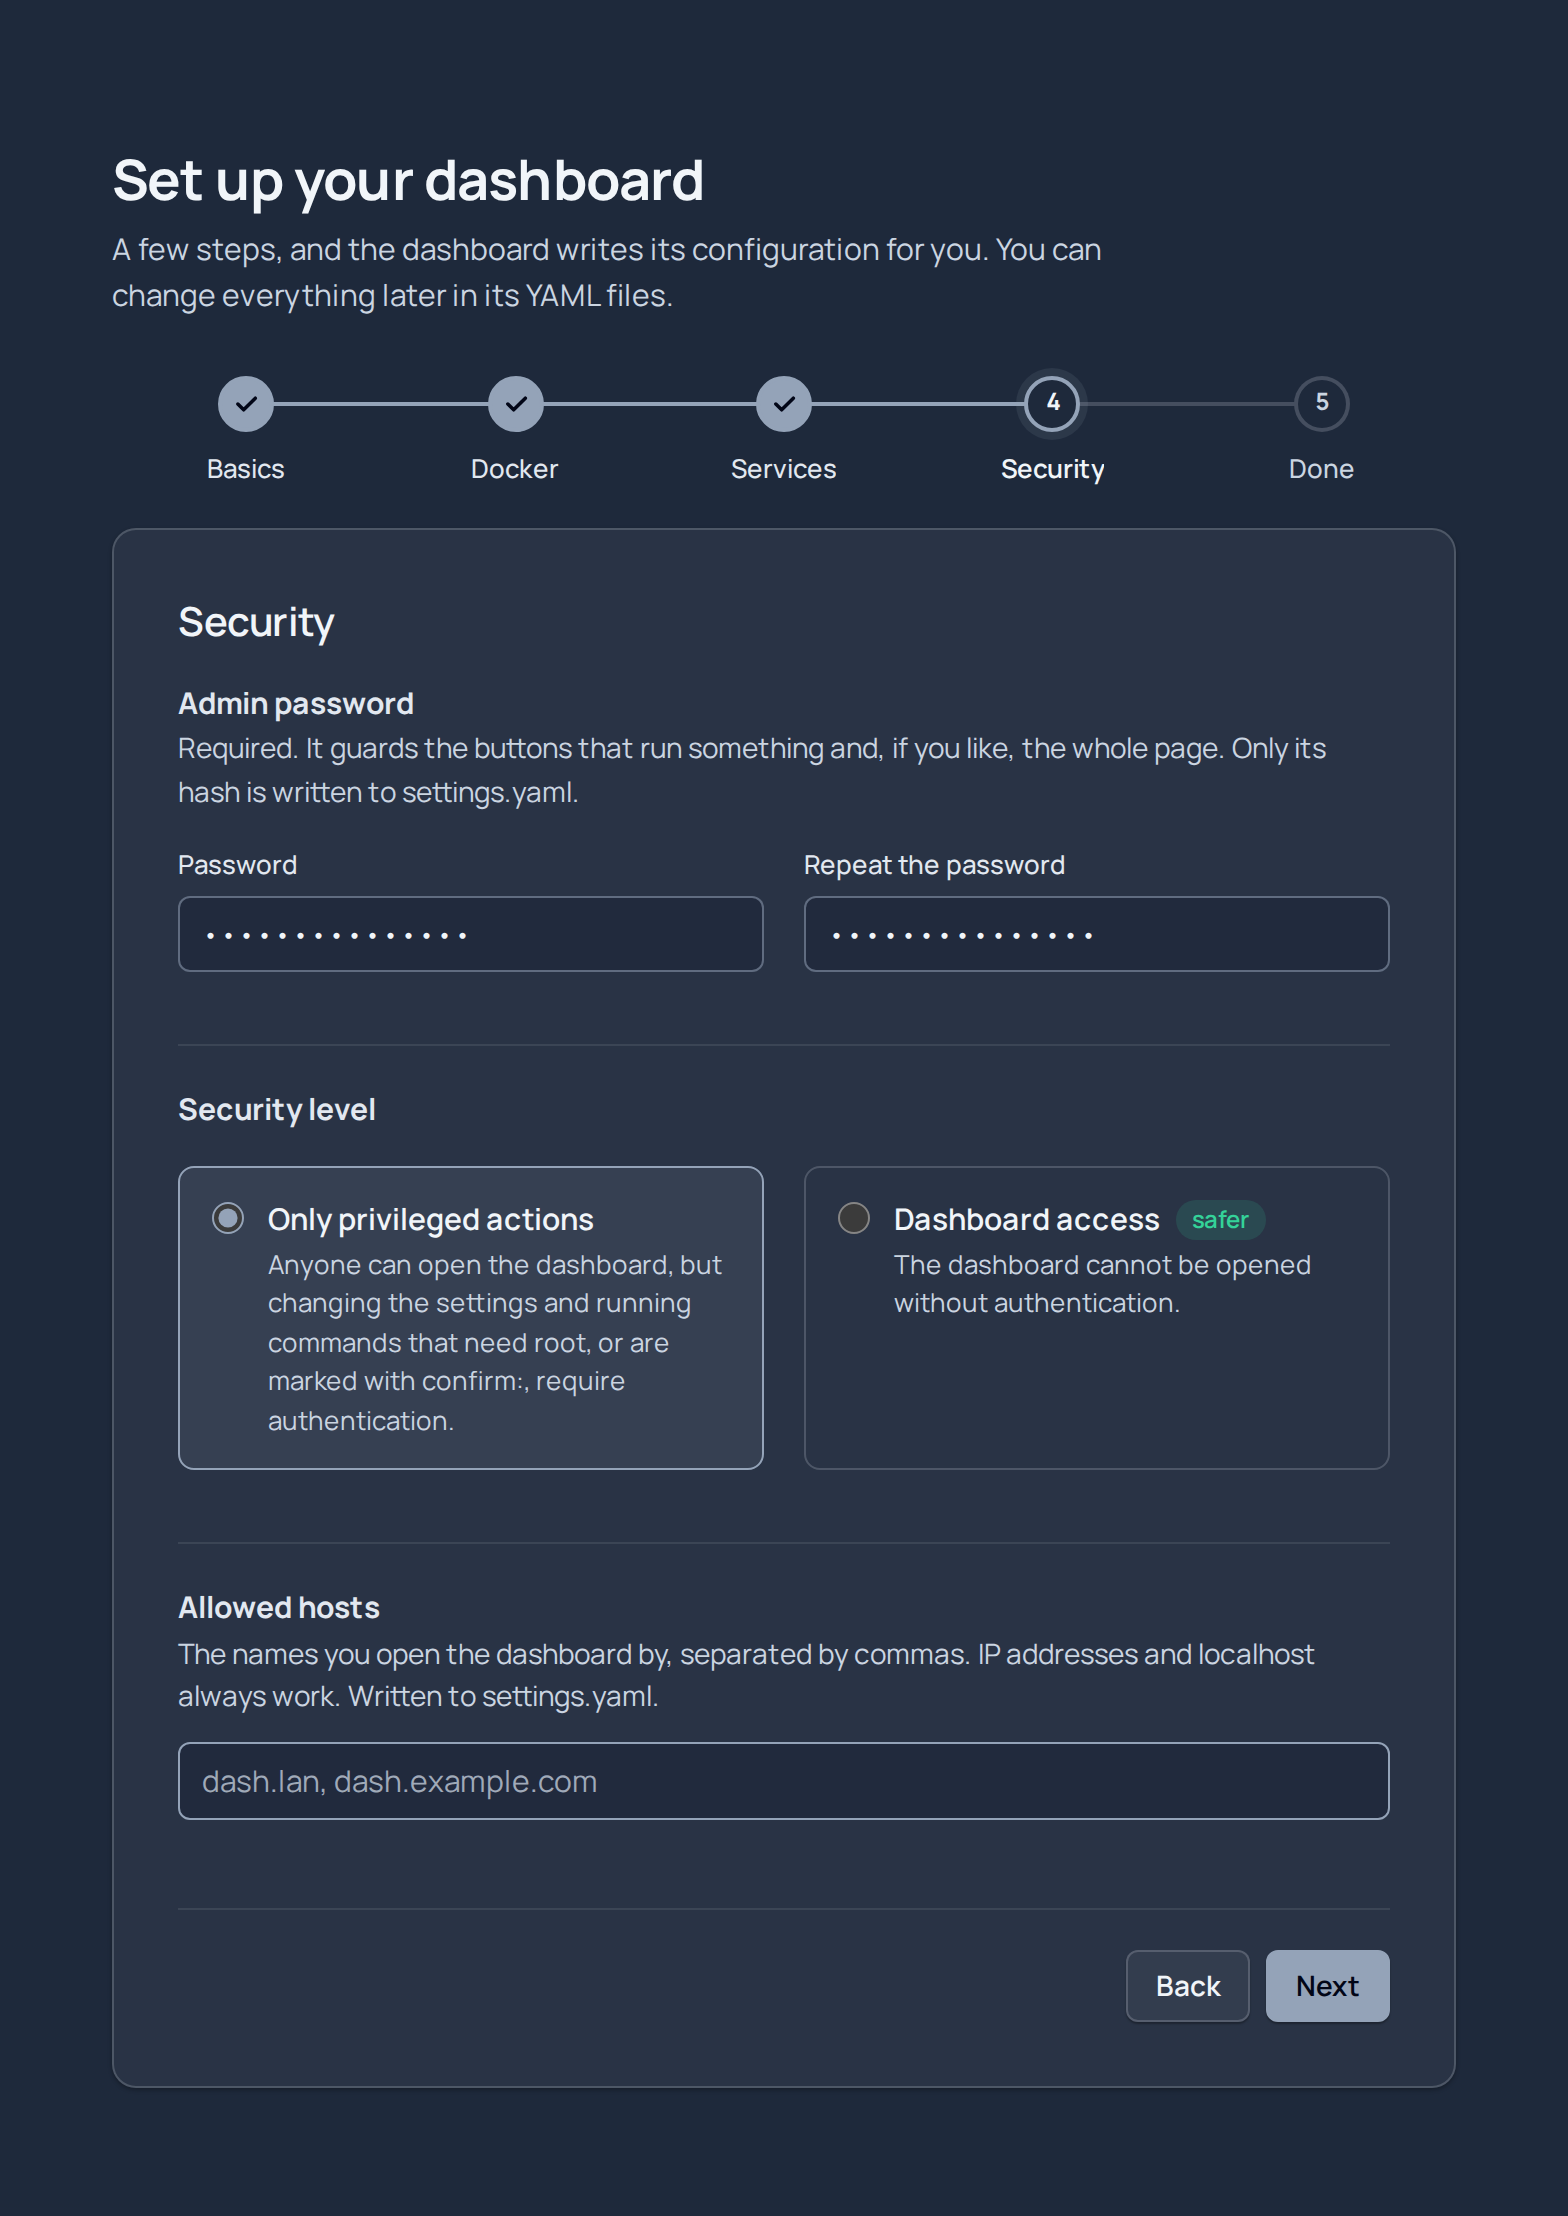 Set up your dashboard
A few steps, and the dashboard writes its configuration for you. You can
change everything later in its YAML files.
4
5
Basics
Docker
Services
Security
Done
Security
Admin password
Required. It guards the buttons that run something and, if you like, the whole page. Only its
hash is written to settings.yaml.
Password
Repeat the password
Security level
Only privileged actions
Anyone can open the dashboard, but
changing the settings and running
commands that need root, or are
marked with confirm:, require
authentication.
Dashboard access safer
The dashboard cannot be opened
without authentication.
Allowed hosts
The names you open the dashboard by, separated by commas. IP addresses and localhost
always work. Written to settings.yaml.
dash.lan, dash.example.com
Back
Next